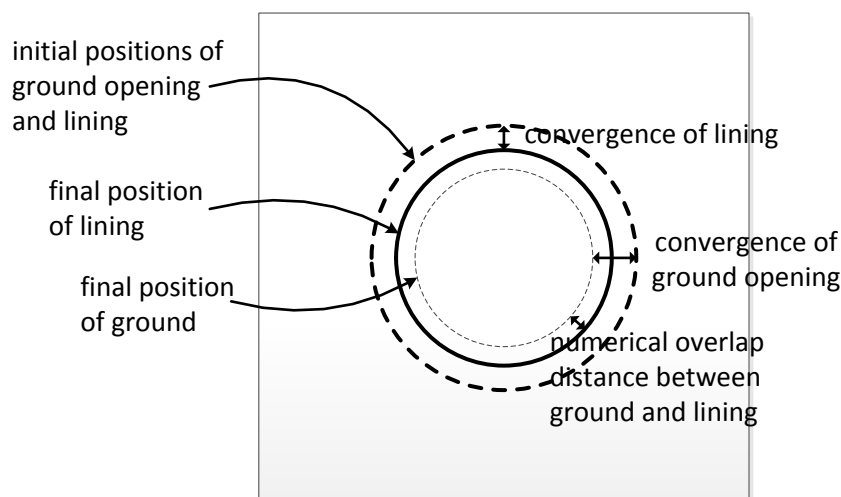 initial positions of
ground opening
and lining
convergence of lining
final position
of lining
convergence of
ground opening
final position
of ground
numerical overlap
distance between
ground and lining